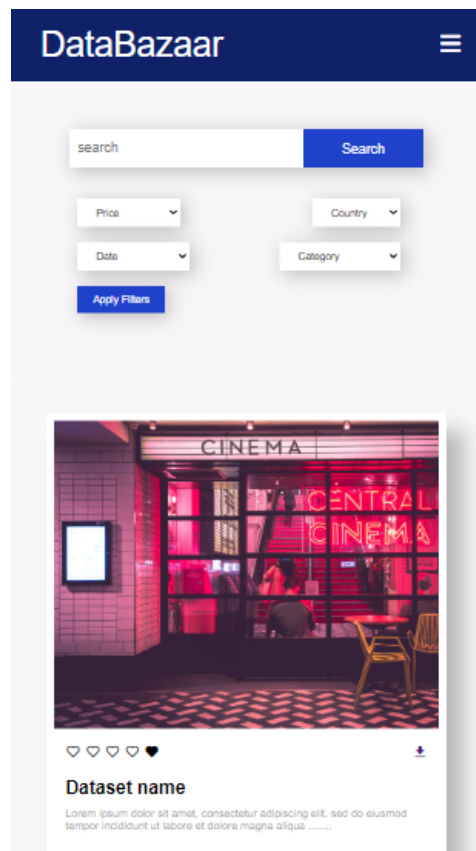 DataBazaar
search
Search
Price
Country
Date
Category
Apply Filters
CINEMA
CENTRAL
CINEMA
Dataset name
Lorem ipsum dolor sit amet, consectetur adipiscing elit, sed do eiusmod
tempor incididunt ut labore et dolore magna aliqua ........